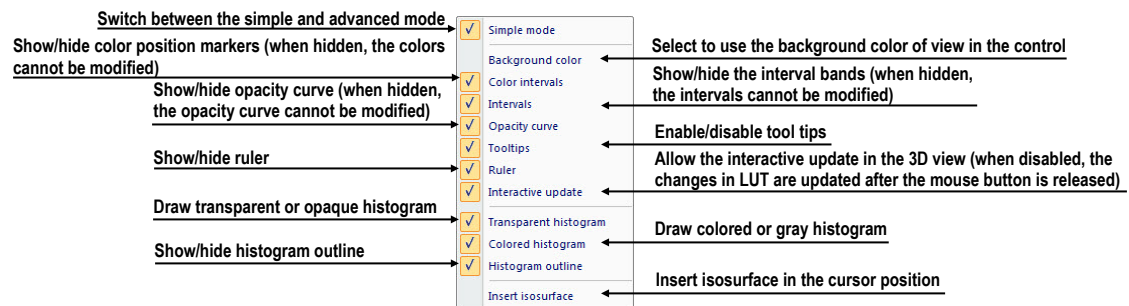 Switch between the simple and advanced mode
Show/hide color position markers (when hidden, the colors
cannot be modified)
Show/hide opacity curve (when hidden,
the opacity curve cannot be modified)
Show/hide ruler
Draw transparent or opaque histogram
Show/hide histogram outline
Simple mode
Background color
Color intervals
Intervals
Opacity curve
Tooltips
Ruler
Interactive update
Transparent histogram
Colored histogram
Histogram outline
Insert isosurface
Select to use the background color of view in the control
Show/hide the interval bands (when hidden,
the intervals cannot be modified)
Enable/disable tool tips
Allow the interactive update in the 3D view (when disabled, the
changes in LUT are updated after the mouse button is released)
Draw colored or gray histogram
Insert isosurface in the cursor position